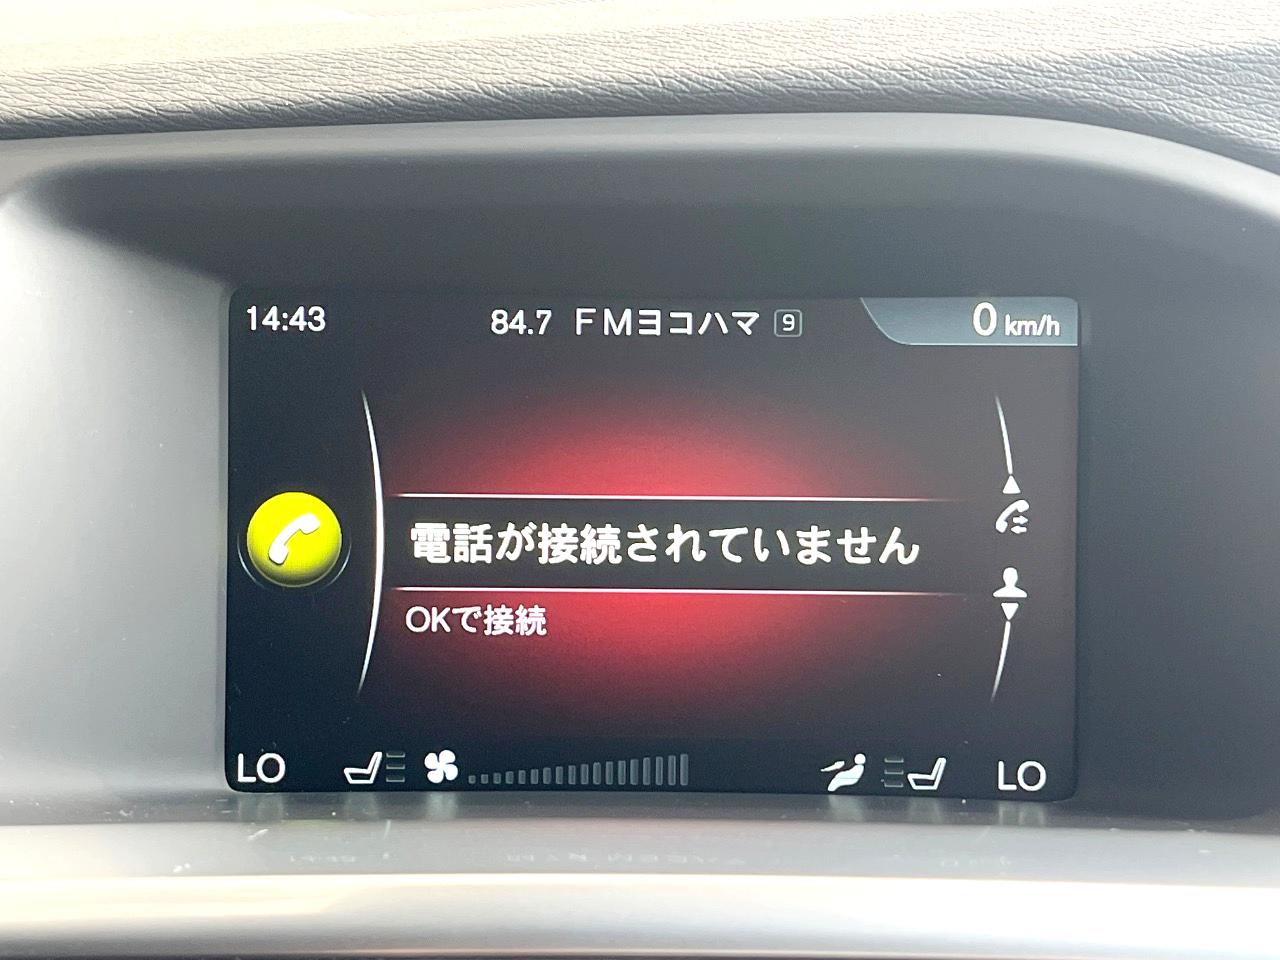 14:43
84.7 FMヨコハマ 9
0 km/h
電話が接続されていません
OKで接続
LO
LO